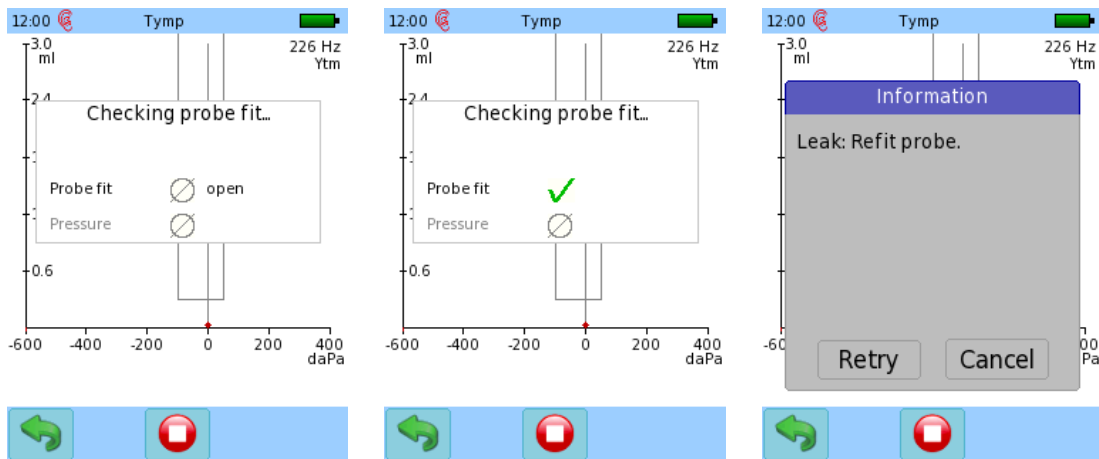 12:00 Tymp
3.0
ml
226 Hz
Ytm
2.4
Checking probe fit...
Probe fit open
Pressure
0.6
-600 -400 -200 0 200 400
daPa
12:00 Tymp
3.0
ml
226 Hz
Ytm
2.4
Checking probe fit...
Probe fit
Pressure
0.6
-600 -400 -200 0 200 400
daPa
12:00 Tymp
3.0
ml
226 Hz
Ytm
Information
Leak: Refit probe.
Retry Cancel